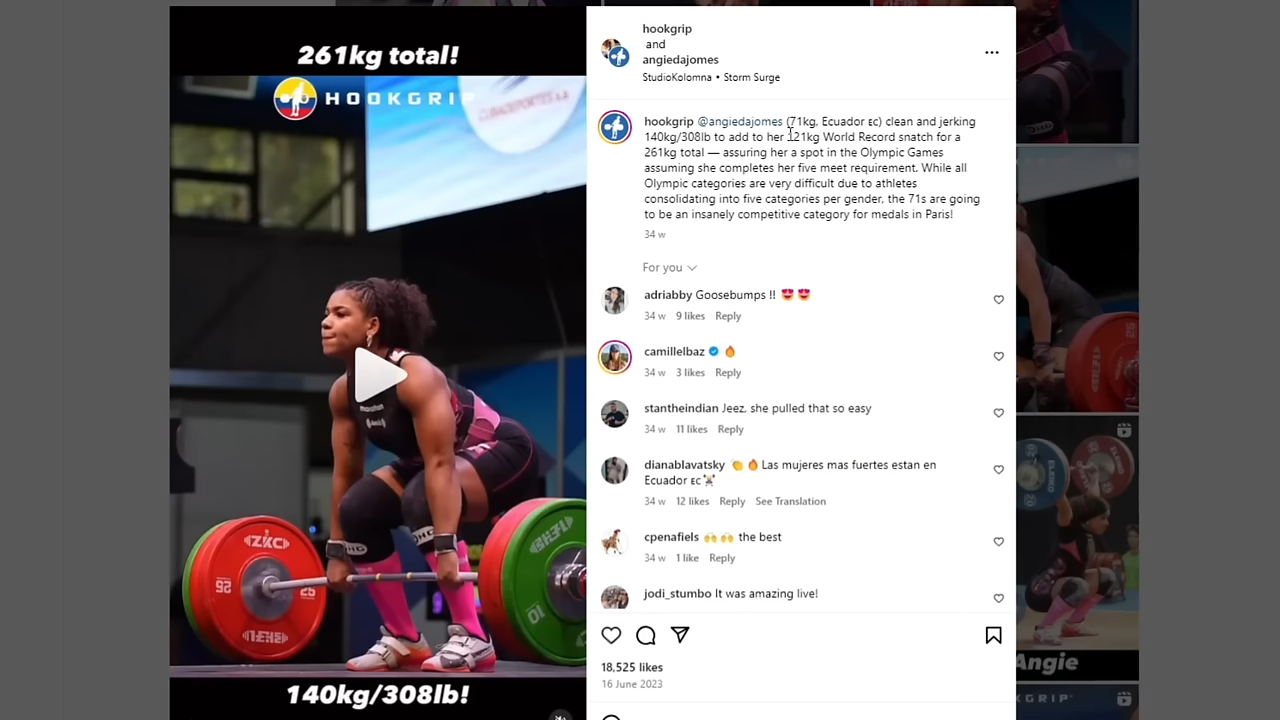 261kg total!
HOOKGRIP
CUBADEPORTES S.A
marathon
ZKC
25
25
10
140kg/308lb!
hookgrip
and
angiedajomes
StudioKolomna • Storm Surge
hookgrip @angiedajomes (71kg, Ecuador 🇪🇨) clean and jerking
140kg/308lb to add to her 121kg World Record snatch for a
261kg total — assuring her a spot in the Olympic Games
assuming she completes her five meet requirement. While all
Olympic categories are very difficult due to athletes
consolidating into five categories per gender, the 71s are going
to be an insanely competitive category for medals in Paris!
34 w
For you
adriabby Goosebumps !! 😍 😍
34 w 9 likes Reply
camillelbaz 🔥
34 w 3 likes Reply
stantheindian Jeez, she pulled that so easy
34 w 11 likes Reply
dianablavatsky 👏 🔥 Las mujeres mas fuertes estan en
Ecuador 🇪🇨🏋
34 w 12 likes Reply See Translation
cpenafiels 🙌 🙌 the best
34 w 1 like Reply
jodi_stumbo It was amazing live!
18,525 likes
16 June 2023
Angie